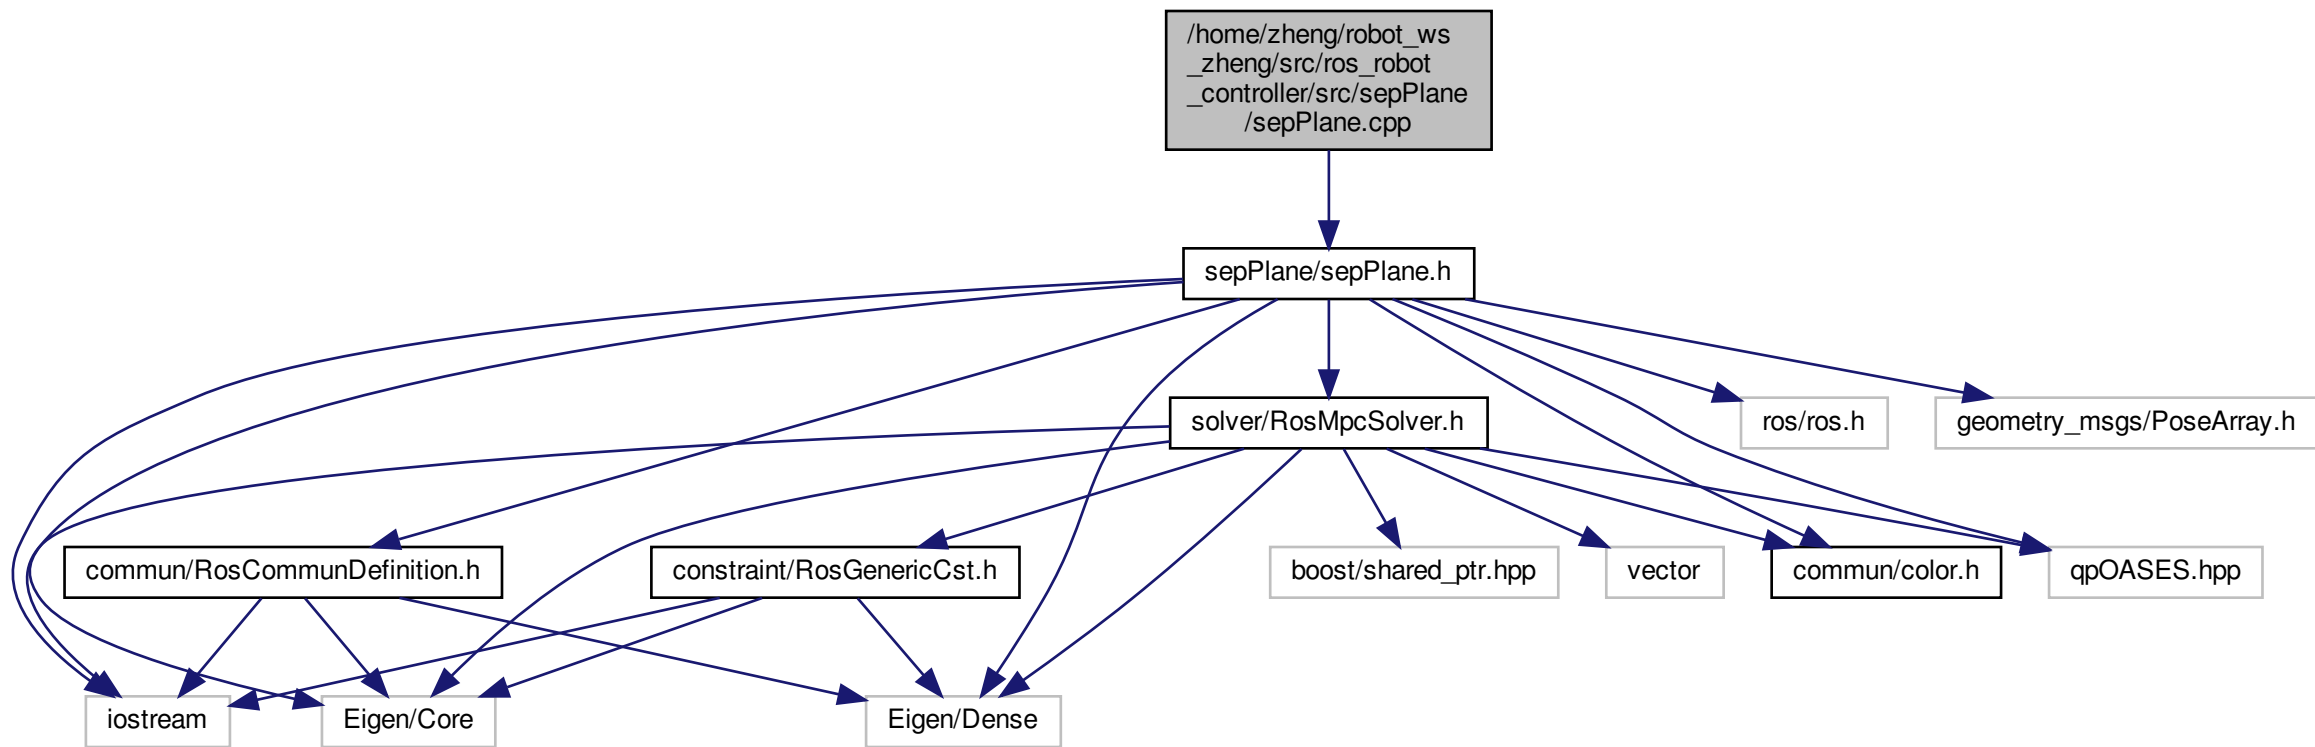 /home/zheng/robot_ws
_zheng/src/ros_robot
_controller/src/sepPlane
/sepPlane.cpp
sepPlane/sepPlane.h
solver/RosMpcSolver.h
ros/ros.h
geometry_msgs/PoseArray.h
commun/RosCommunDefinition.h
constraint/RosGenericCst.h
boost/shared_ptr.hpp
vector
commun/color.h
qpOASES.hpp
iostream
Eigen/Core
Eigen/Dense